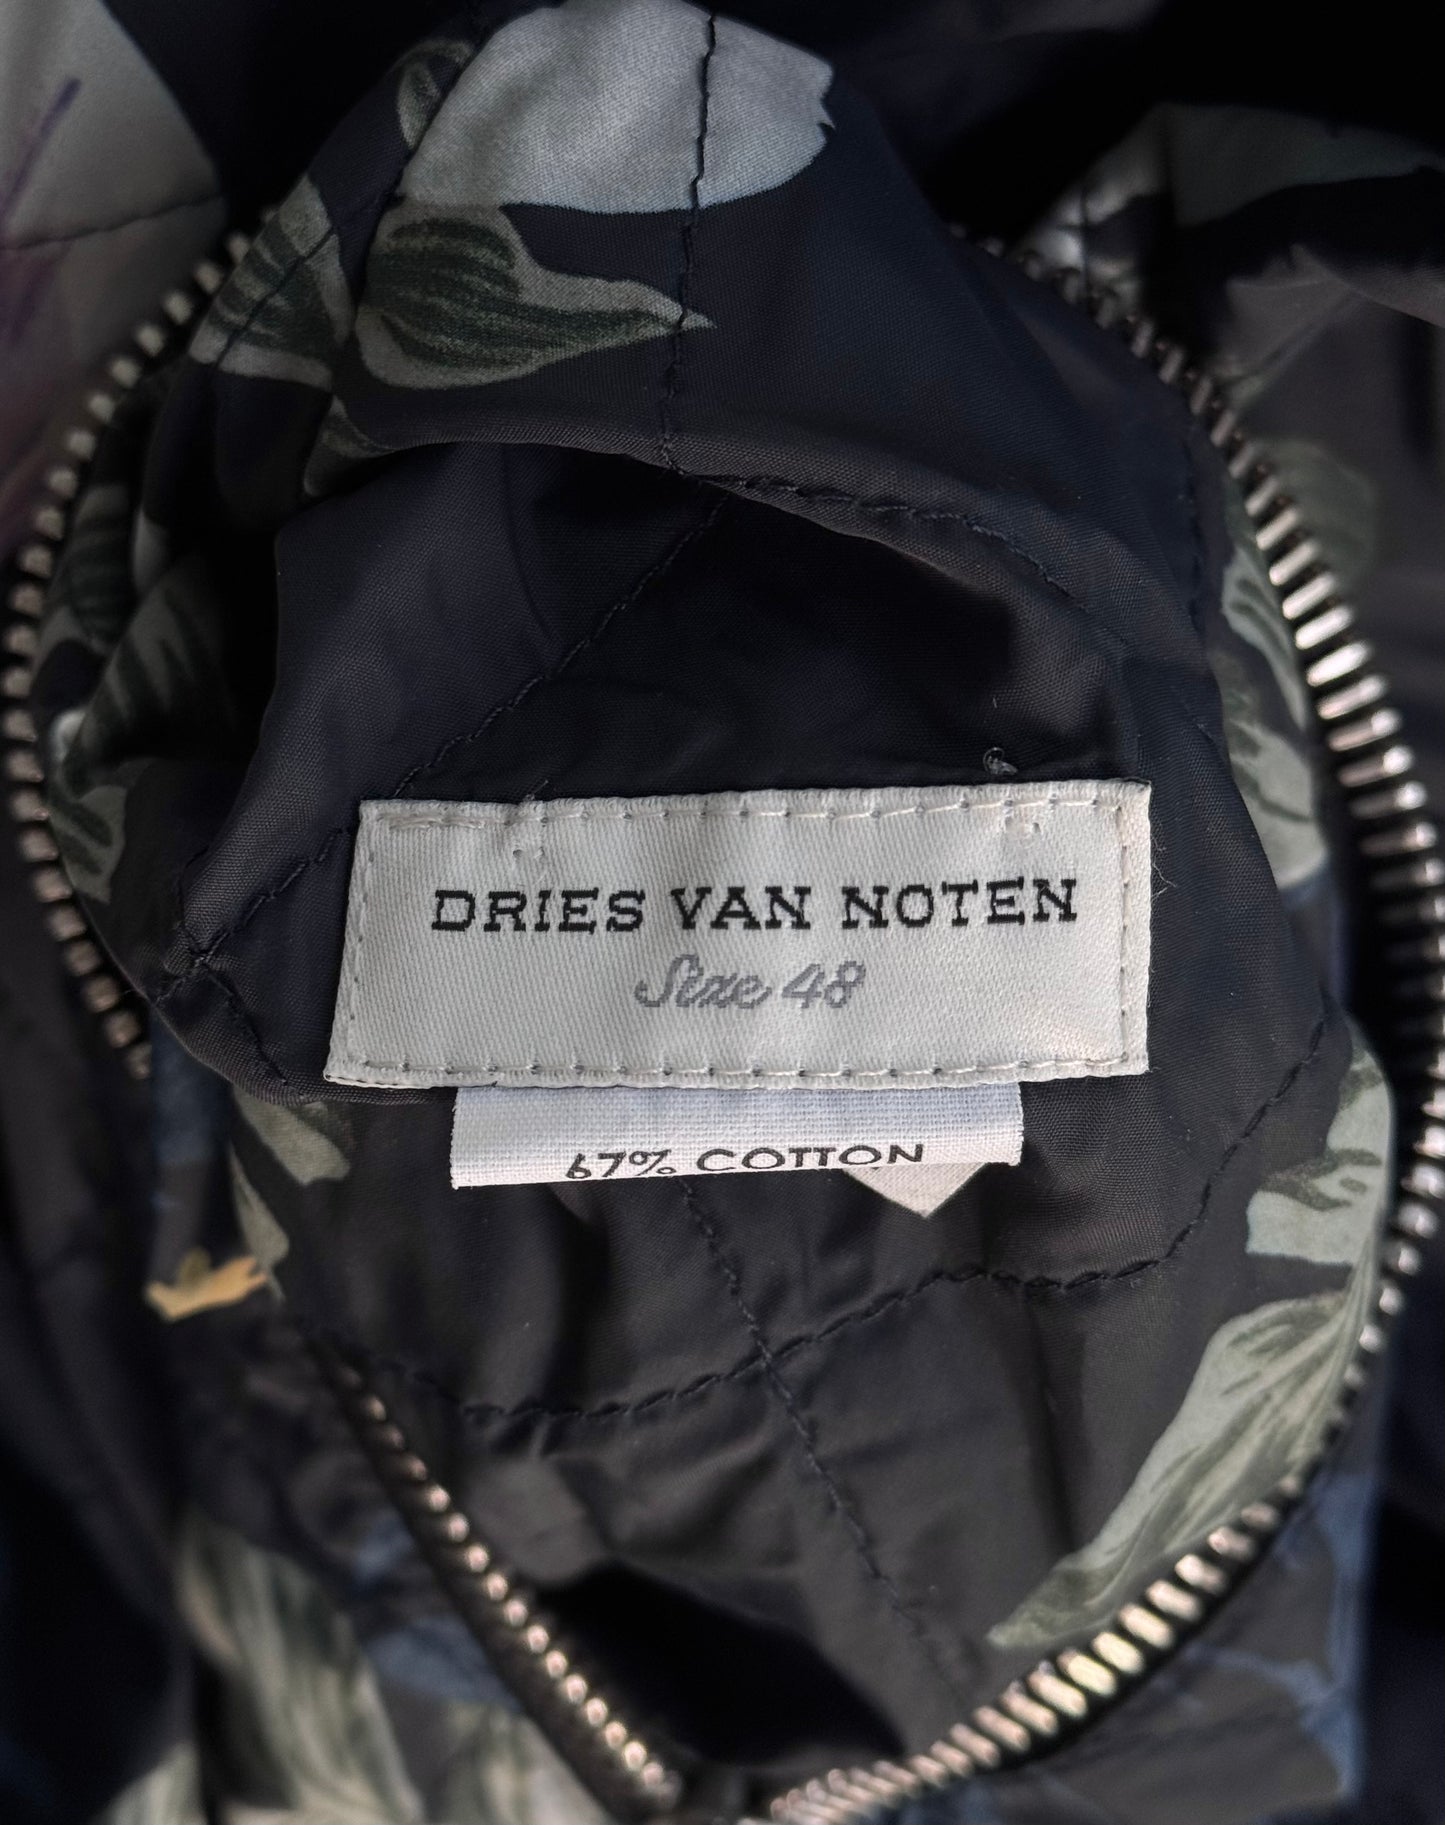 DRIES VAN NOTEN
Size 48
67% COTTON